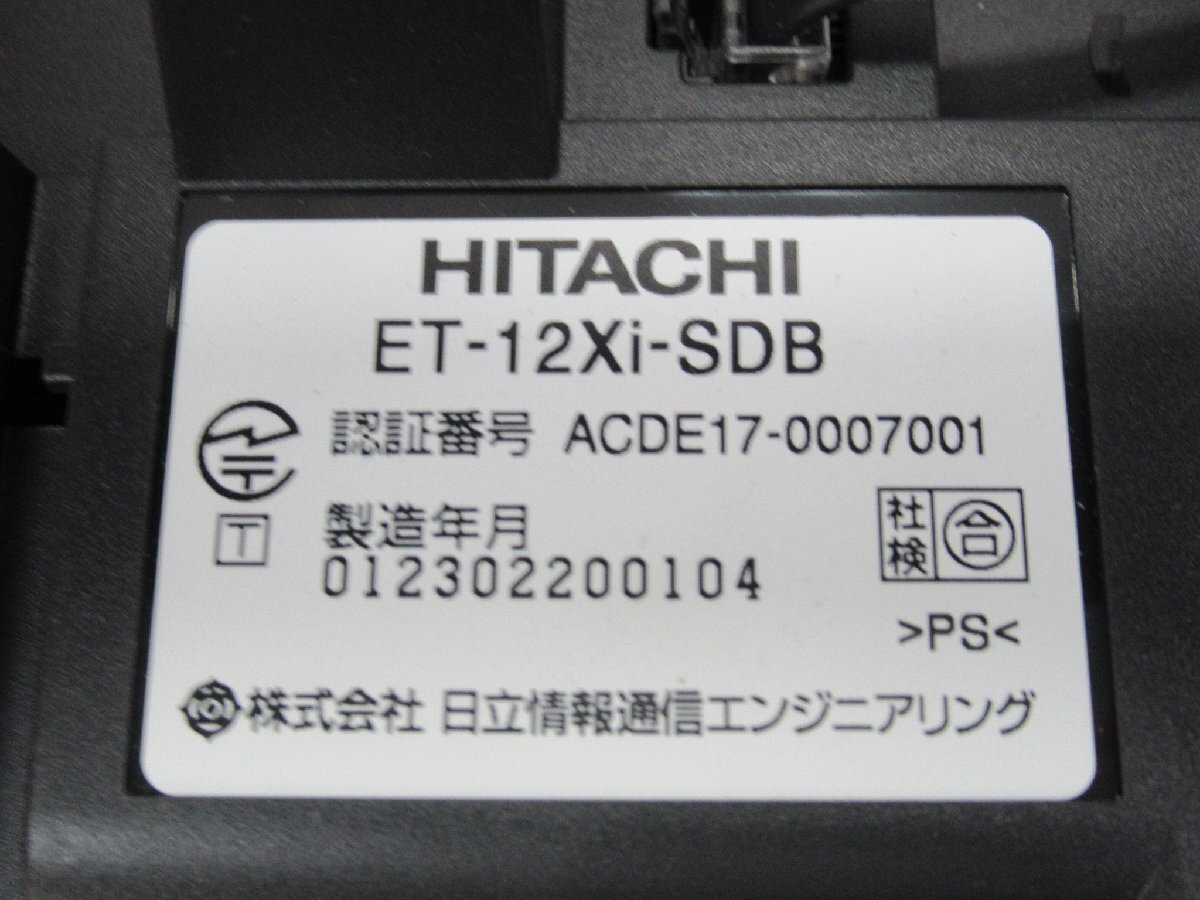 HITACHI
ET-12Xi-SDB
認証番号 ACDE17-0007001
T
製造年月
012302200104
社検 合
>PS<
株式会社 日立情報通信エンジニアリング